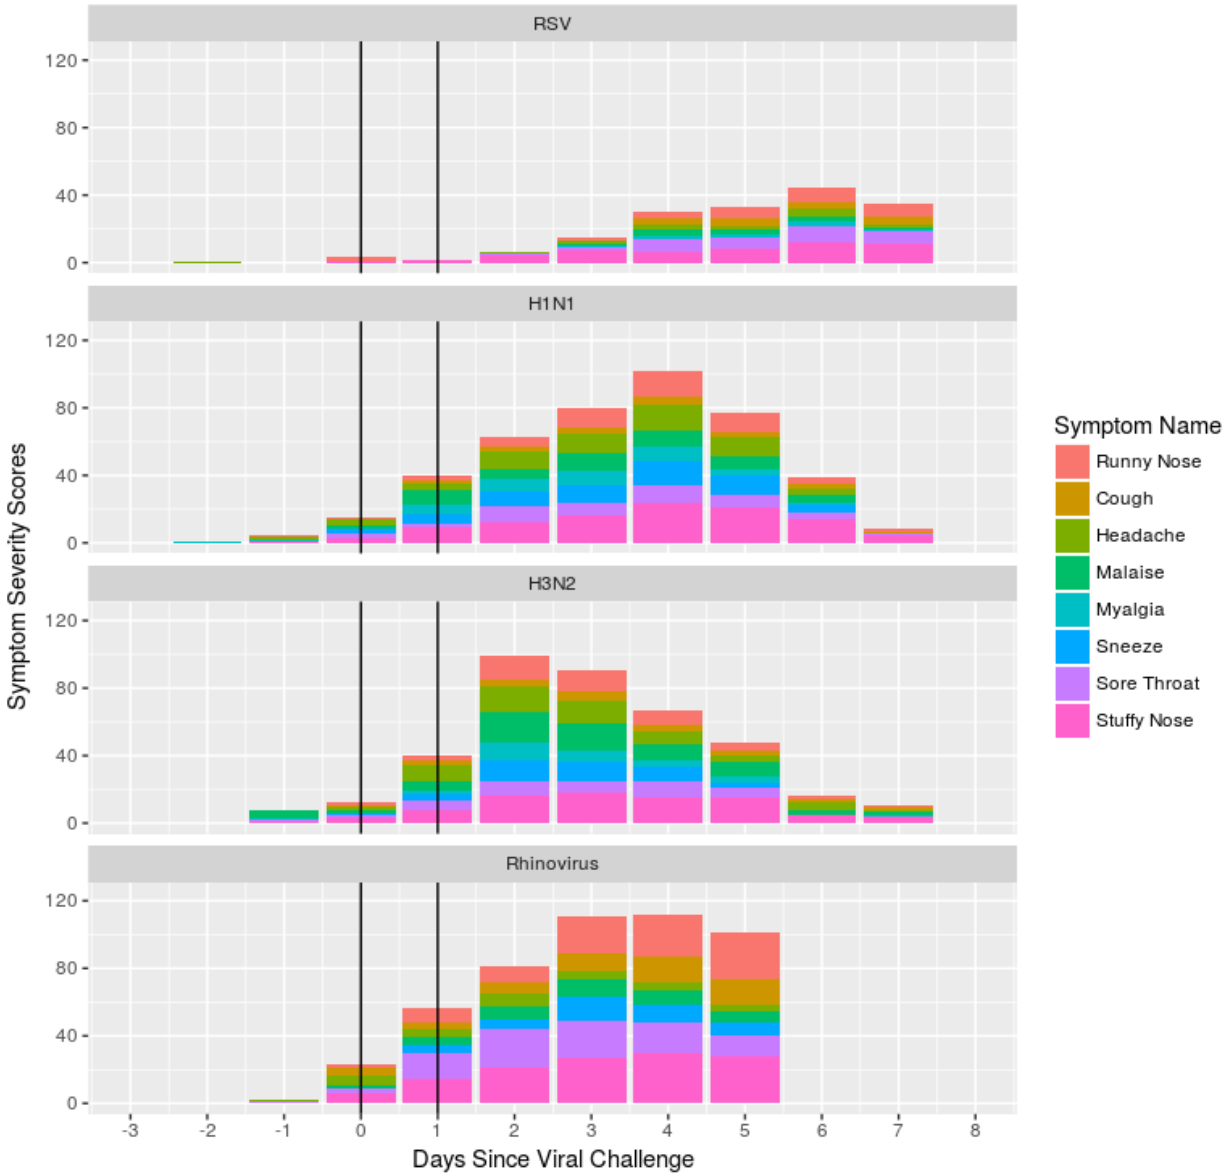 RSV
120
80
40
0
H1N1
120
80
40
0
H3N2
120
80
40
0
Rhinovirus
120
80
40
0
-3 -2 -1 0 1 2 3 4 5 6 7 8
Days Since Viral Challenge
Symptom Severity Scores
Symptom Name
Runny Nose
Cough
Headache
Malaise
Myalgia
Sneeze
Sore Throat
Stuffy Nose